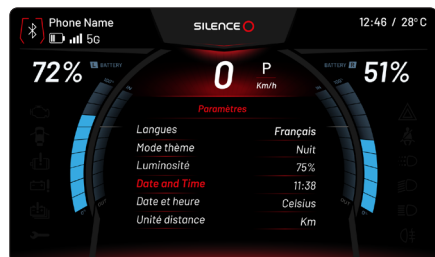 Phone Name
5G
SILENCE
12:46 / 28°C
72%
L BATTERY
0
P
Km/h
BATTERY R
51%
Paramètres
Langues Français
Mode thème Nuit
Luminosité 75%
Date and Time 11:38
Date et heure Celsius
Unité distance Km